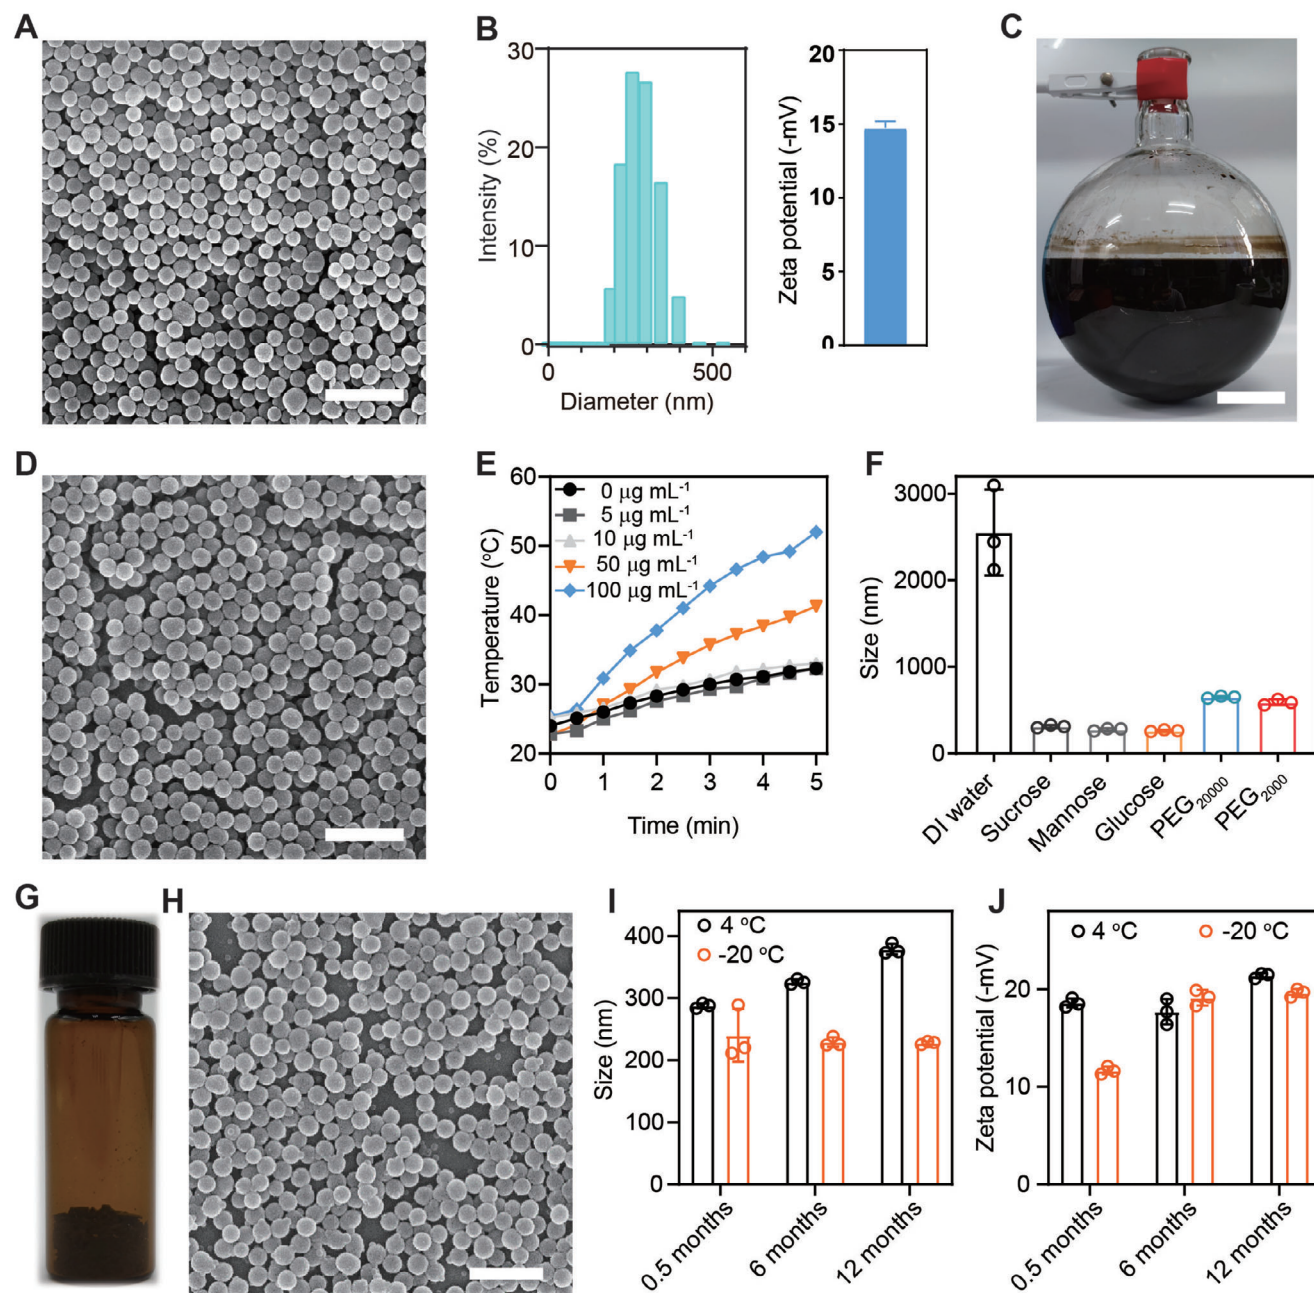 A
B
30
20
10
0
Intensity (%)
0
500
Diameter (nm)
20
15
10
5
0
Zeta potential (-mV)
C
D
E
60
50
40
30
20
Temperature (ºC)
0 μg mL⁻¹
5 μg mL⁻¹
10 μg mL⁻¹
50 μg mL⁻¹
100 μg mL⁻¹
0
1
2
3
4
5
Time (min)
F
3000
2000
1000
0
Size (nm)
DI water
Sucrose
Mannose
Glucose
PEG₂₀₀₀₀
PEG₂₀₀₀
G
H
I
4 ºC
-20 ºC
400
300
200
100
0
Size (nm)
0.5 months
6 months
12 months
J
4 ºC
-20 ºC
20
10
0
Zeta potential (-mV)
0.5 months
6 months
12 months